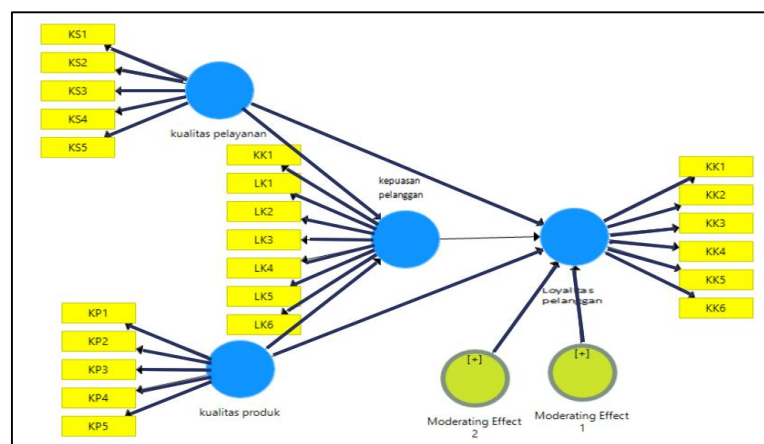 KS1
KS2
KS3
KS4
KS5
kualitas pelayanan
KK1
LK1
LK2
LK3
LK4
LK5
LK6
kepuasan
pelanggan
KK1
KK2
KK3
KK4
KK5
KK6
Loyalitas
pelanggan
KP1
KP2
KP3
KP4
KP5
kualitas produk
[+]
Moderating Effect
2
[+]
Moderating Effect
1